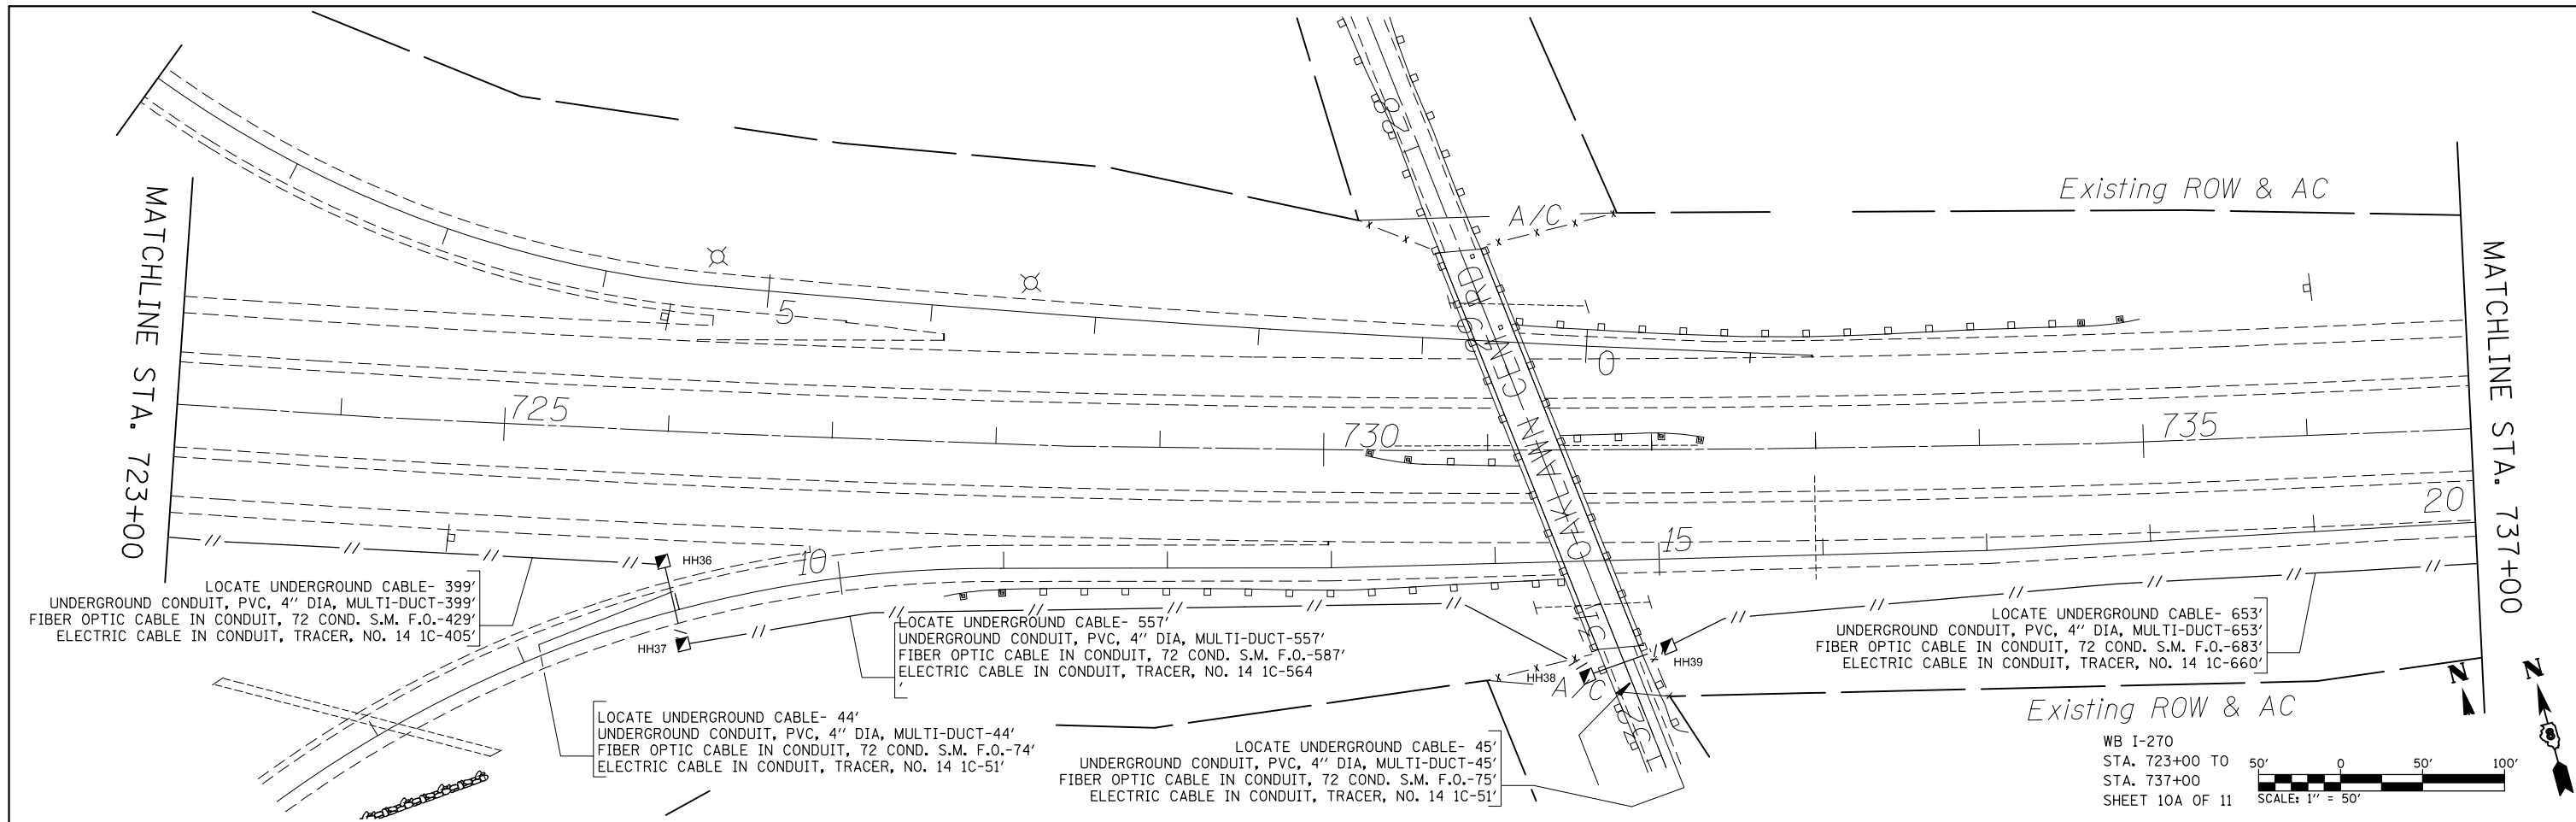 MATCHLINE STA. 723+00
MATCHLINE STA. 737+00
Existing ROW & AC
A/C
5
0
725
730
735
10
15
20
OAKLAWN CEMT. RD.
HH36
HH37
HH38
HH39
A/C
Existing ROW & AC
LOCATE UNDERGROUND CABLE- 399'
UNDERGROUND CONDUIT, PVC, 4'' DIA, MULTI-DUCT-399'
FIBER OPTIC CABLE IN CONDUIT, 72 COND. S.M. F.O.-429'
ELECTRIC CABLE IN CONDUIT, TRACER, NO. 14 1C-405'
LOCATE UNDERGROUND CABLE- 557'
UNDERGROUND CONDUIT, PVC, 4'' DIA, MULTI-DUCT-557'
FIBER OPTIC CABLE IN CONDUIT, 72 COND. S.M. F.O.-587'
ELECTRIC CABLE IN CONDUIT, TRACER, NO. 14 1C-564
'
LOCATE UNDERGROUND CABLE- 653'
UNDERGROUND CONDUIT, PVC, 4'' DIA, MULTI-DUCT-653'
FIBER OPTIC CABLE IN CONDUIT, 72 COND. S.M. F.O.-683'
ELECTRIC CABLE IN CONDUIT, TRACER, NO. 14 1C-660'
LOCATE UNDERGROUND CABLE- 44'
UNDERGROUND CONDUIT, PVC, 4'' DIA, MULTI-DUCT-44'
FIBER OPTIC CABLE IN CONDUIT, 72 COND. S.M. F.O.-74'
ELECTRIC CABLE IN CONDUIT, TRACER, NO. 14 1C-51'
LOCATE UNDERGROUND CABLE- 45'
UNDERGROUND CONDUIT, PVC, 4'' DIA, MULTI-DUCT-45'
FIBER OPTIC CABLE IN CONDUIT, 72 COND. S.M. F.O.-75'
ELECTRIC CABLE IN CONDUIT, TRACER, NO. 14 1C-51'
N
N
8
WB I-270
STA. 723+00 TO
STA. 737+00
SHEET 10A OF 11
50' 0 50' 100'
SCALE: 1'' = 50'